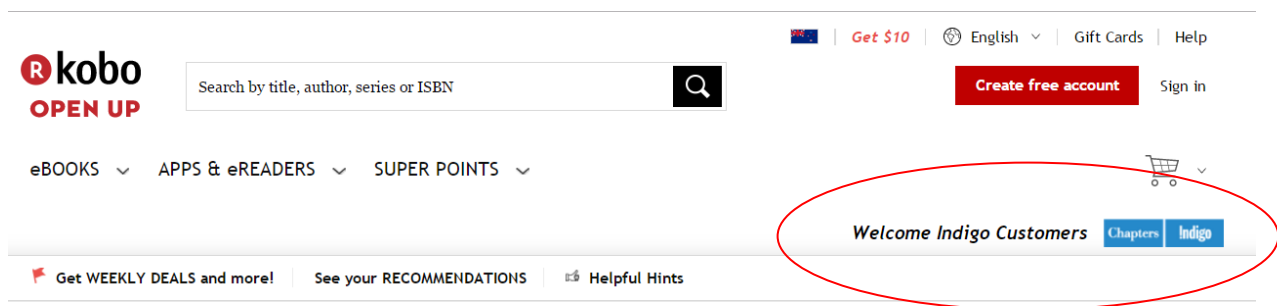 Get $10 English Gift Cards Help
R kobo
OPEN UP
Search by title, author, series or ISBN
Create free account Sign in
eBOOKS APPS & eREADERS SUPER POINTS
Welcome Indigo Customers Chapters Indigo
Get WEEKLY DEALS and more! See your RECOMMENDATIONS Helpful Hints